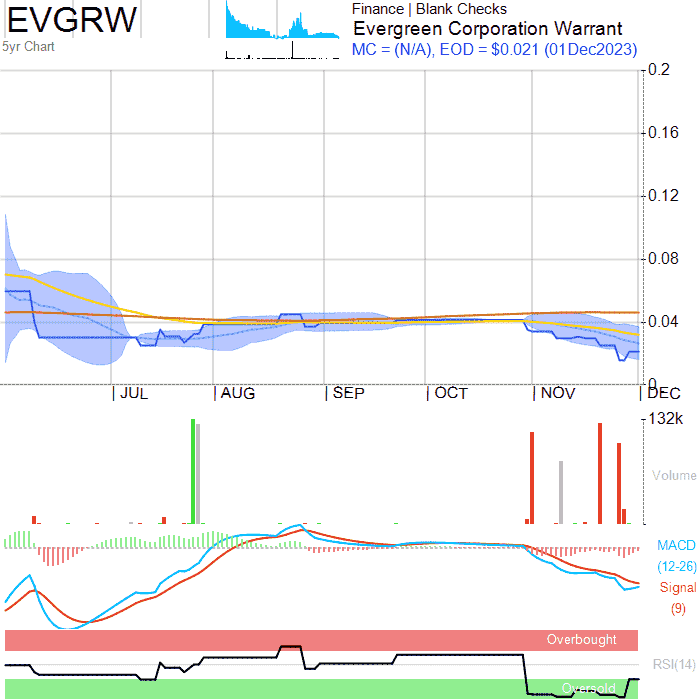 EVGRW
5yr Chart
Finance | Blank Checks
Evergreen Corporation Warrant
MC = (N/A), EOD = $0.021 (01Dec2023)
0.2
0.16
0.12
0.08
0.04
0
JUL AUG SEP OCT NOV DEC
132k
Volume
MACD
(12-26)
Signal
(9)
Overbought
RSI(14)
Oversold